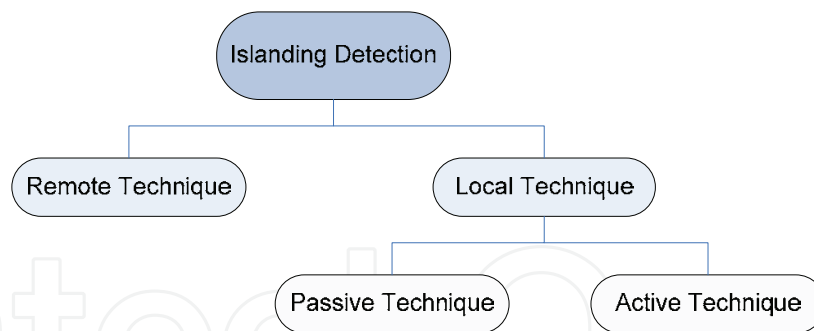 Islanding Detection
Remote Technique
Local Technique
Passive Technique
Active Technique